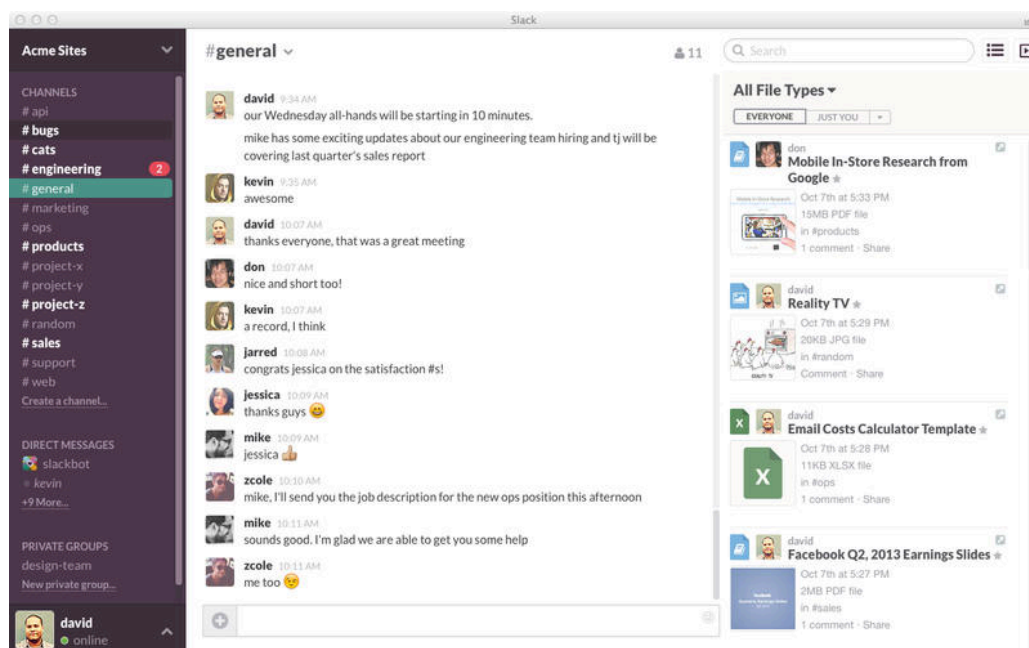 Slack
Acme Sites
CHANNELS
# api
# bugs
# cats
# engineering 2
# general
# marketing
# ops
# products
# project-x
# project-y
# project-z
# random
# sales
# support
# web
Create a channel...
DIRECT MESSAGES
slackbot
kevin
+9 More...
PRIVATE GROUPS
design-team
New private group...
david
online
#general
11
david 9:34 AM
our Wednesday all-hands will be starting in 10 minutes.
mike has some exciting updates about our engineering team hiring and tj will be
covering last quarter's sales report
kevin 9:35 AM
awesome
david 10:07 AM
thanks everyone, that was a great meeting
don 10:07 AM
nice and short too!
kevin 10:07 AM
a record, I think
jarred 10:08 AM
congrats jessica on the satisfaction #s!
jessica 10:09 AM
thanks guys 😀
mike 10:09 AM
jessica 👍
zcole 10:10 AM
mike, I'll send you the job description for the new ops position this afternoon
mike 10:11 AM
sounds good. I'm glad we are able to get you some help
zcole 10:11 AM
me too 😉
Search
All File Types
EVERYONE JUST YOU
don
Mobile In-Store Research from
Google
Mobile In-Store Research
Oct 7th at 5:33 PM
15MB PDF file
in #products
1 comment · Share
david
Reality TV
Oct 7th at 5:29 PM
20KB JPG file
in #random
Comment · Share
REALITY TV
david
Email Costs Calculator Template
X
X
Oct 7th at 5:28 PM
11KB XLSX file
in #ops
1 comment · Share
david
Facebook Q2, 2013 Earnings Slides
Oct 7th at 5:27 PM
2MB PDF file
in #sales
1 comment · Share
facebook